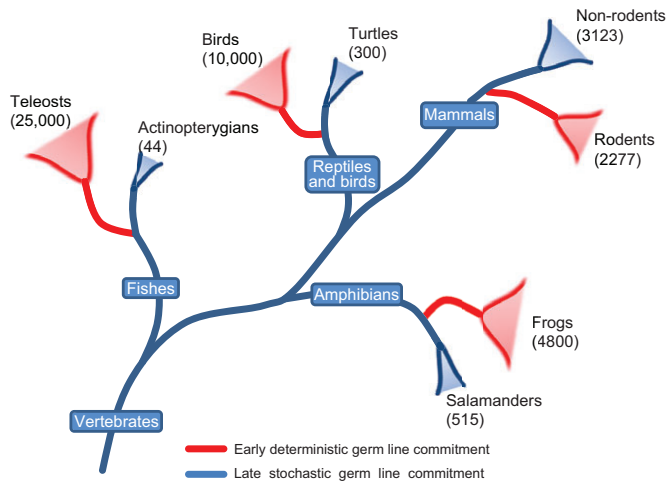 Non-rodents
(3123)
Turtles
(300)
Birds
(10,000)
Teleosts
(25,000)
Actinopterygians
(44)
Mammals
Rodents
(2277)
Reptiles
and birds
Fishes
Amphibians
Frogs
(4800)
Salamanders
(515)
Vertebrates
Early deterministic germ line commitment
Late stochastic germ line commitment